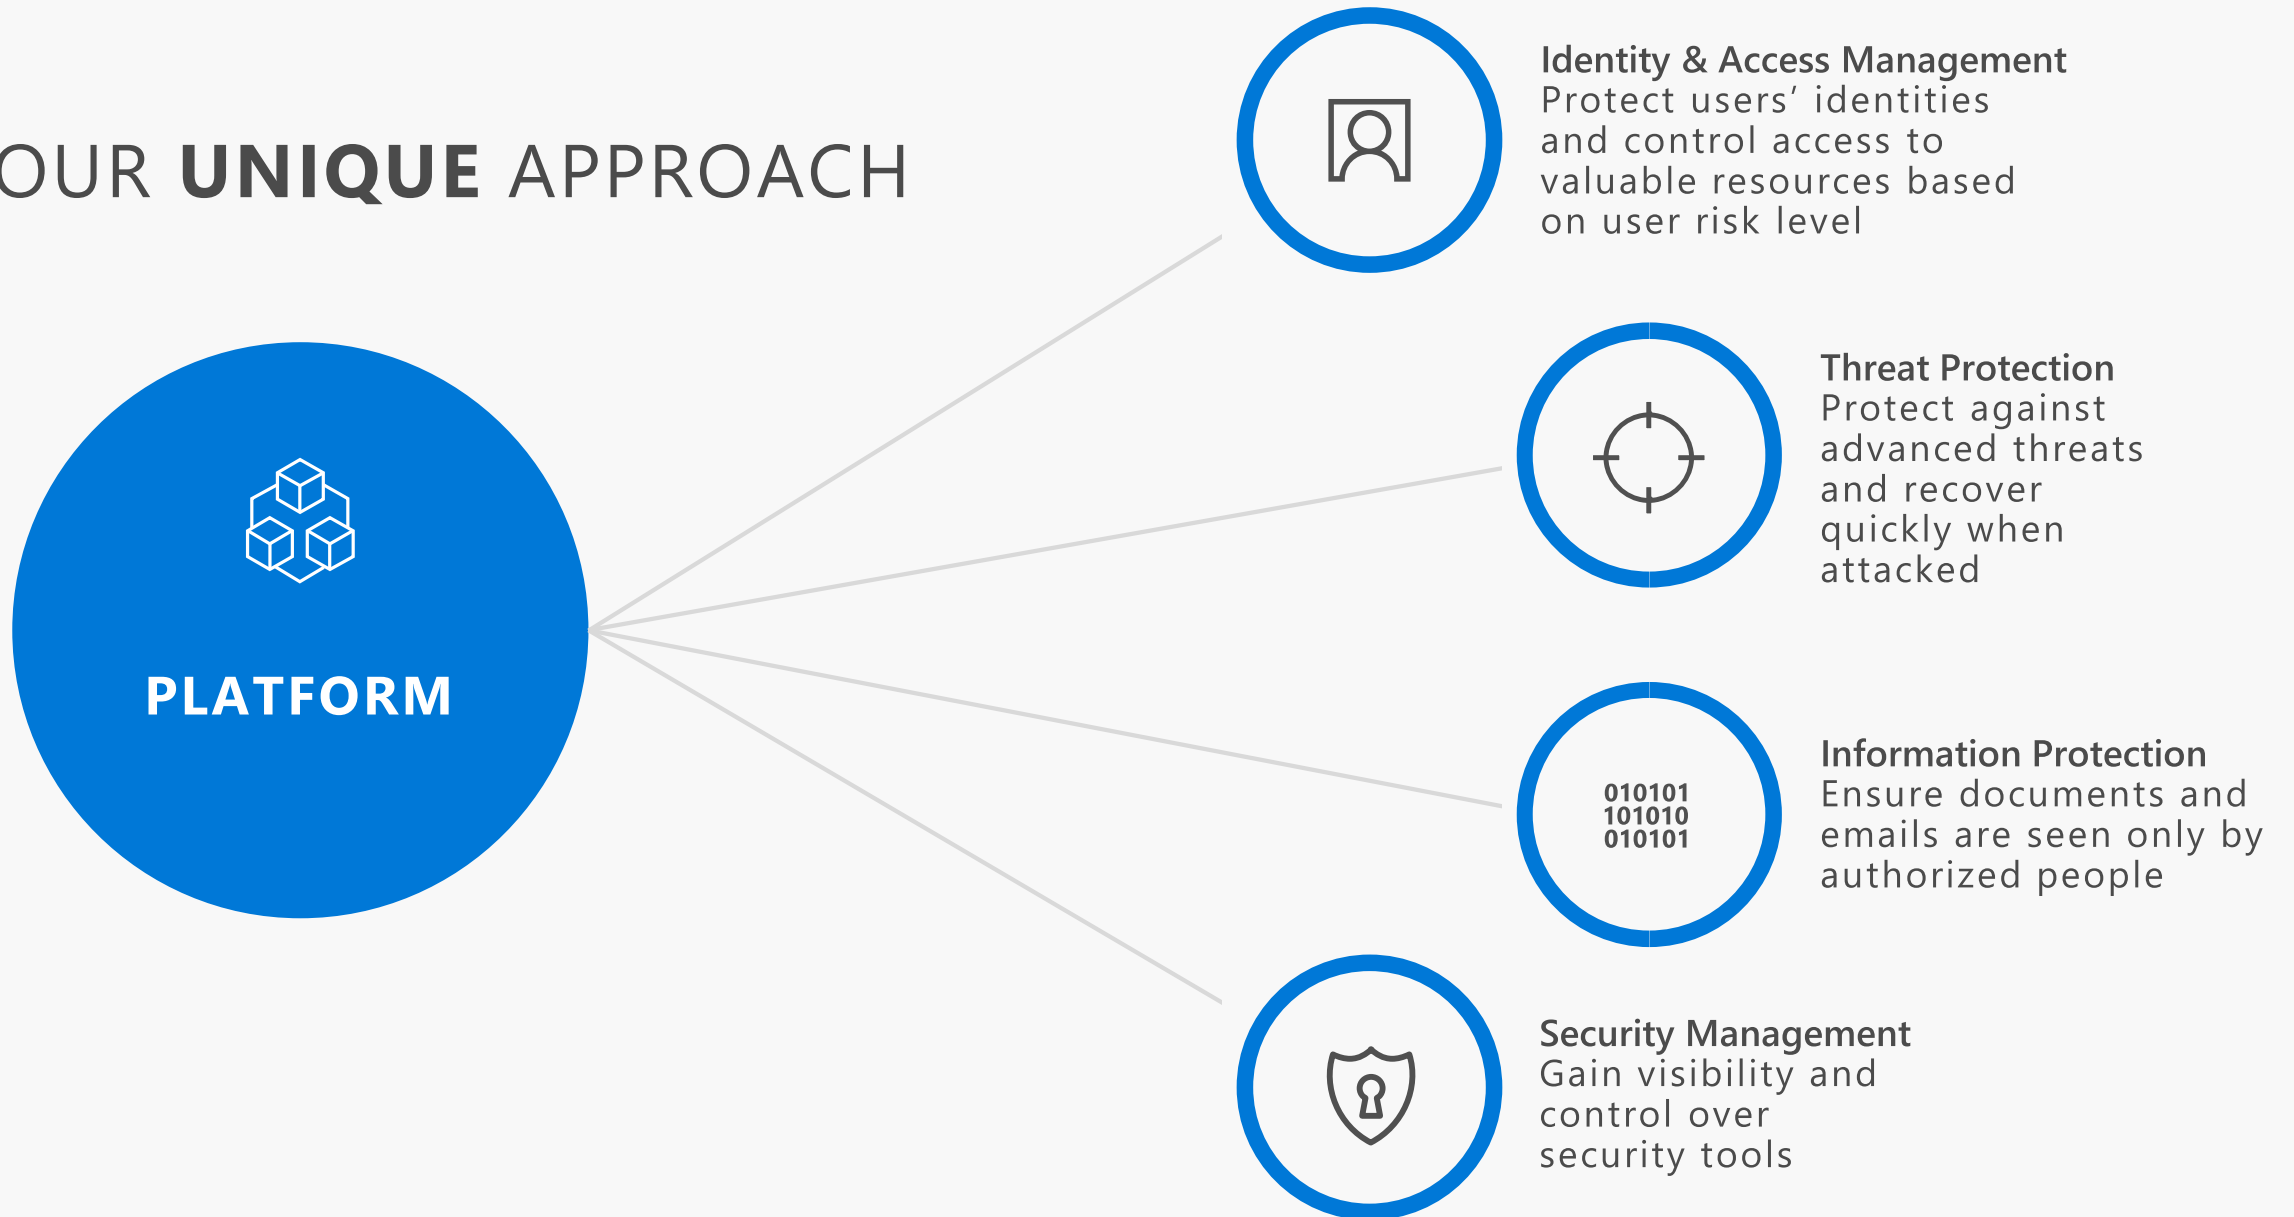 OUR UNIQUE APPROACH
PLATFORM
Identity & Access Management
Protect users’ identities
and control access to
valuable resources based
on user risk level
Threat Protection
Protect against
advanced threats
and recover
quickly when
attacked
010101
101010
010101
Information Protection
Ensure documents and
emails are seen only by
authorized people
Security Management
Gain visibility and
control over
security tools